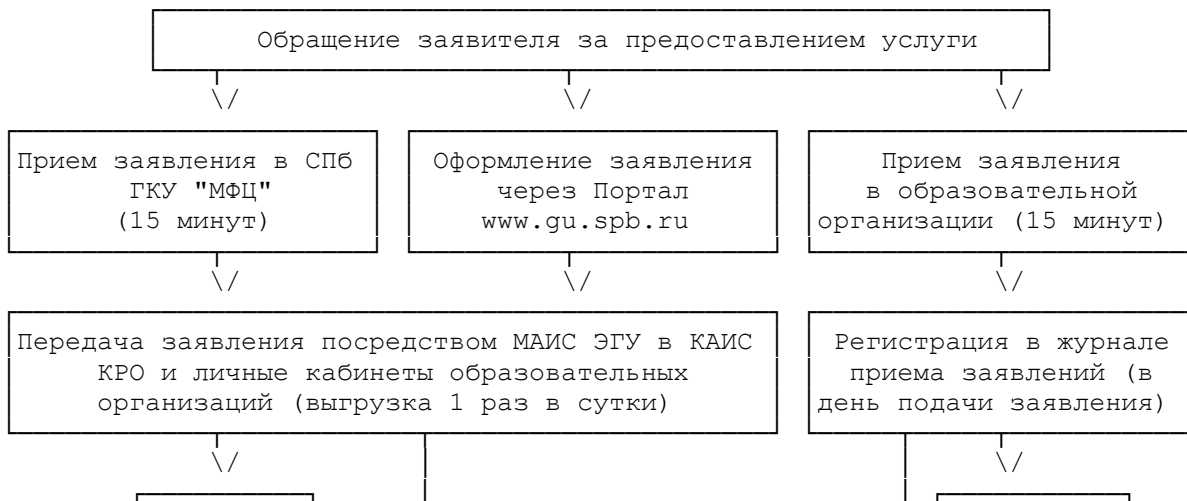 Обращение заявителя за предоставлением услуги
Прием заявления в СПб
ГКУ "МФЦ"
(15 минут)
Оформление заявления
через Портал
www.gu.spb.ru
Прием заявления
в образовательной
организации (15 минут)
Передача заявления посредством МАИС ЭГУ в КАИС
КРО и личные кабинеты образовательных
организаций (выгрузка 1 раз в сутки)
Регистрация в журнале
приема заявлений (в
день подачи заявления)